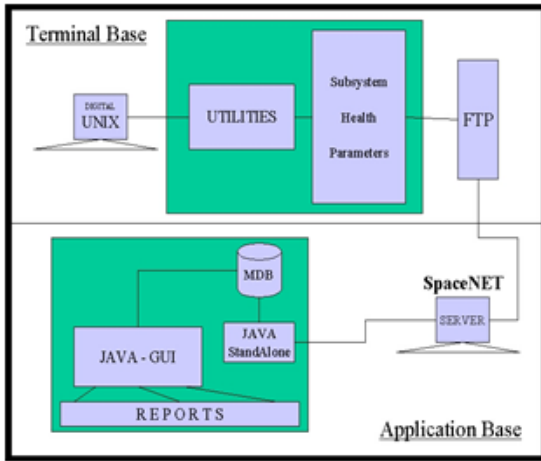 Terminal Base
DIGITAL
UNIX
UTILITIES
Subsystem
Health
Parameters
FTP
MDB
SpaceNET
SERVER
JAVA
StandAlone
JAVA - GUI
REPORTS
Application Base